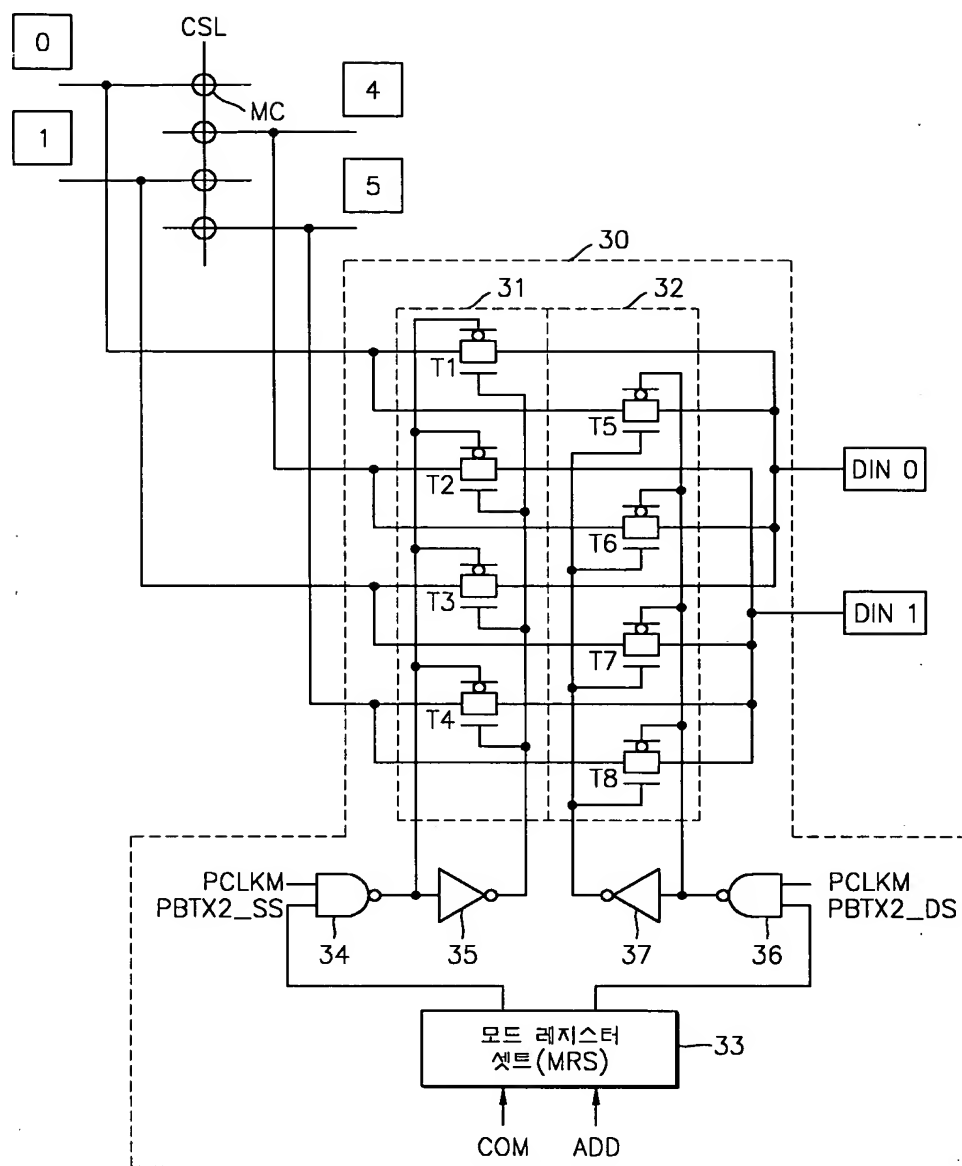 0
CSL
4
MC
1
5
30
31
32
T1
T5
T2
DIN 0
T6
T3
DIN 1
T7
T4
T8
PCLKM
PBTX2_SS
PCLKM
PBTX2_DS
34
35
37
36
모드 레지스터
셋트(MRS)
33
COM
ADD